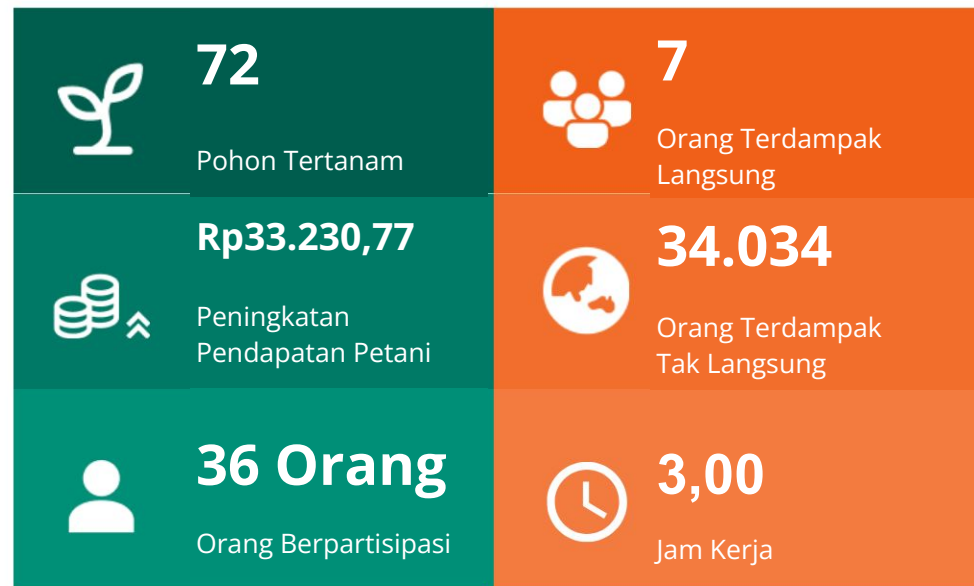 72
Pohon Tertanam
7
Orang Terdampak
Langsung
Rp33.230,77
Peningkatan
Pendapatan Petani
34.034
Orang Terdampak
Tak Langsung
36 Orang
Orang Berpartisipasi
3,00
Jam Kerja